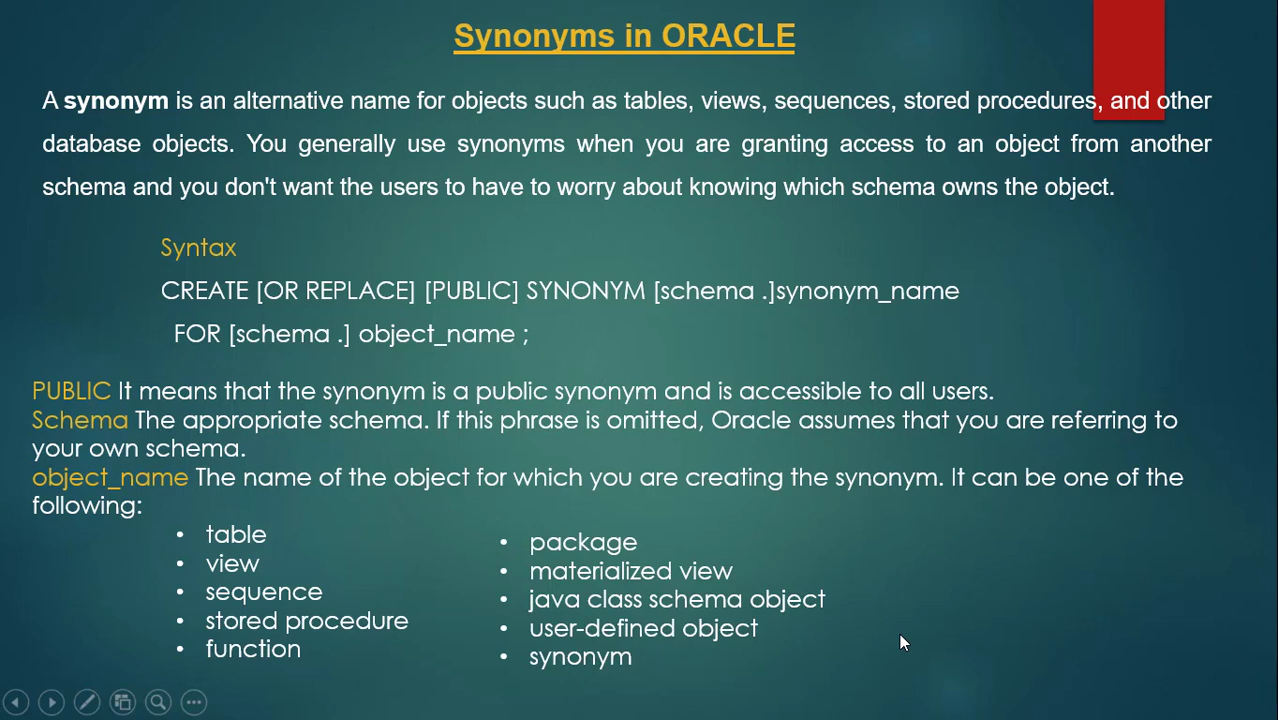 Synonyms in ORACLE
A synonym is an alternative name for objects such as tables, views, sequences, stored procedures, and other
database objects. You generally use synonyms when you are granting access to an object from another
schema and you don't want the users to have to worry about knowing which schema owns the object.
Syntax
CREATE [OR REPLACE] [PUBLIC] SYNONYM [schema .]synonym_name
FOR [schema .] object_name ;
PUBLIC It means that the synonym is a public synonym and is accessible to all users.
Schema The appropriate schema. If this phrase is omitted, Oracle assumes that you are referring to
your own schema.
object_name The name of the object for which you are creating the synonym. It can be one of the
following:
• table
• view
• sequence
• stored procedure
• function
• package
• materialized view
• java class schema object
• user-defined object
• synonym